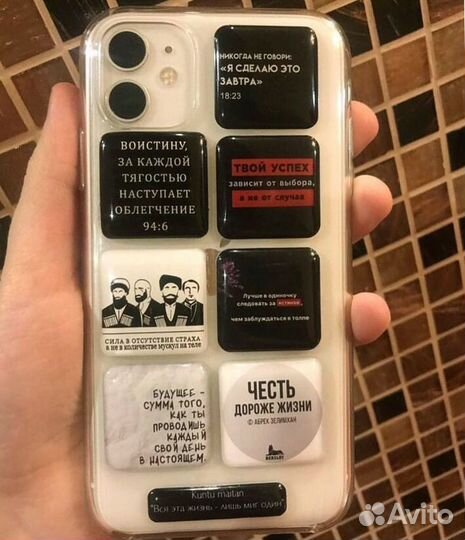 НИКОГДА НЕ ГОВОРИ:
«Я СДЕЛАЮ ЭТО
ЗАВТРА»
18:23
ВОИСТИНУ,
ЗА КАЖДОЙ
ТЯГОСТЬЮ
НАСТУПАЕТ
ОБЛЕГЧЕНИЕ
94:6
ТВОЙ УСПЕХ
зависит от выбора,
а не от случая
СИЛА В ОТСУТСТВИЕ СТРАХА
а не в количестве мускул на теле
Лучше в одиночку
следовать за истиной,
чем заблуждаться в толпе
БУДУЩЕЕ -
СУММА ТОГО,
КАК ТЫ
ПРОВОДИШЬ
КАЖДЫЙ
СВОЙ ДЕНЬ
В НАСТОЯЩЕМ.
ЧЕСТЬ
ДОРОЖЕ ЖИЗНИ
© АБРЕК ЗЕЛИМХАН
BORZLOY
Kuntu maitan
"Вся эта жизнь - лишь миг один"
Avito